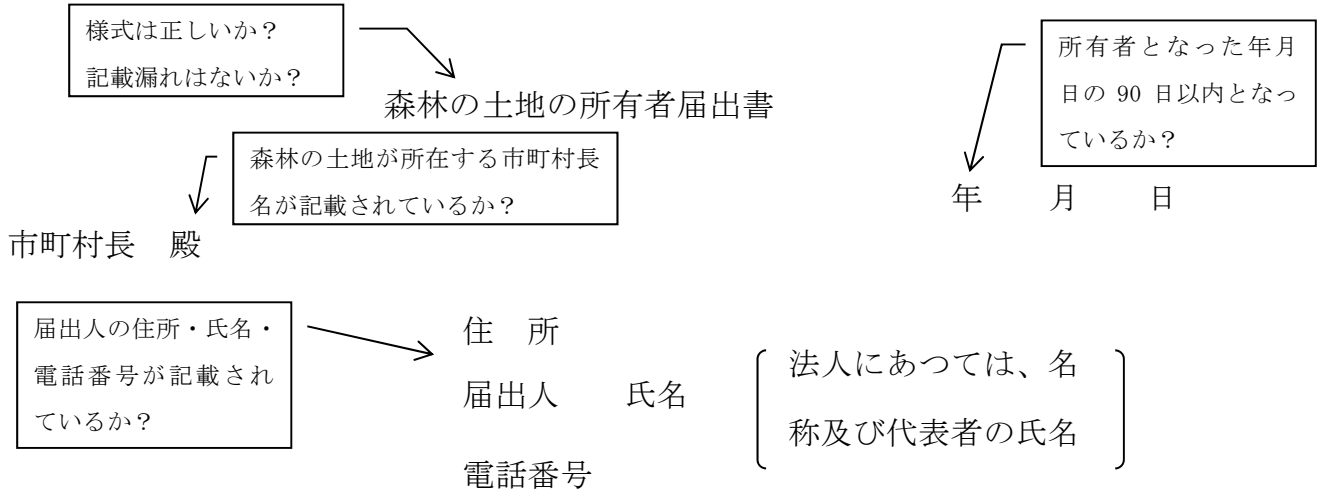 様式は正しいか？
記載漏れはないか？
所有者となった年月
日の 90 日以内となっ
ているか？
森林の土地の所有者届出書
森林の土地が所在する市町村長
名が記載されているか？
年　　月　　日
市町村長　殿
届出人の住所・氏名・
電話番号が記載され
ているか？
住　所
届出人　　氏名
法人にあつては、名
称及び代表者の氏名
電話番号